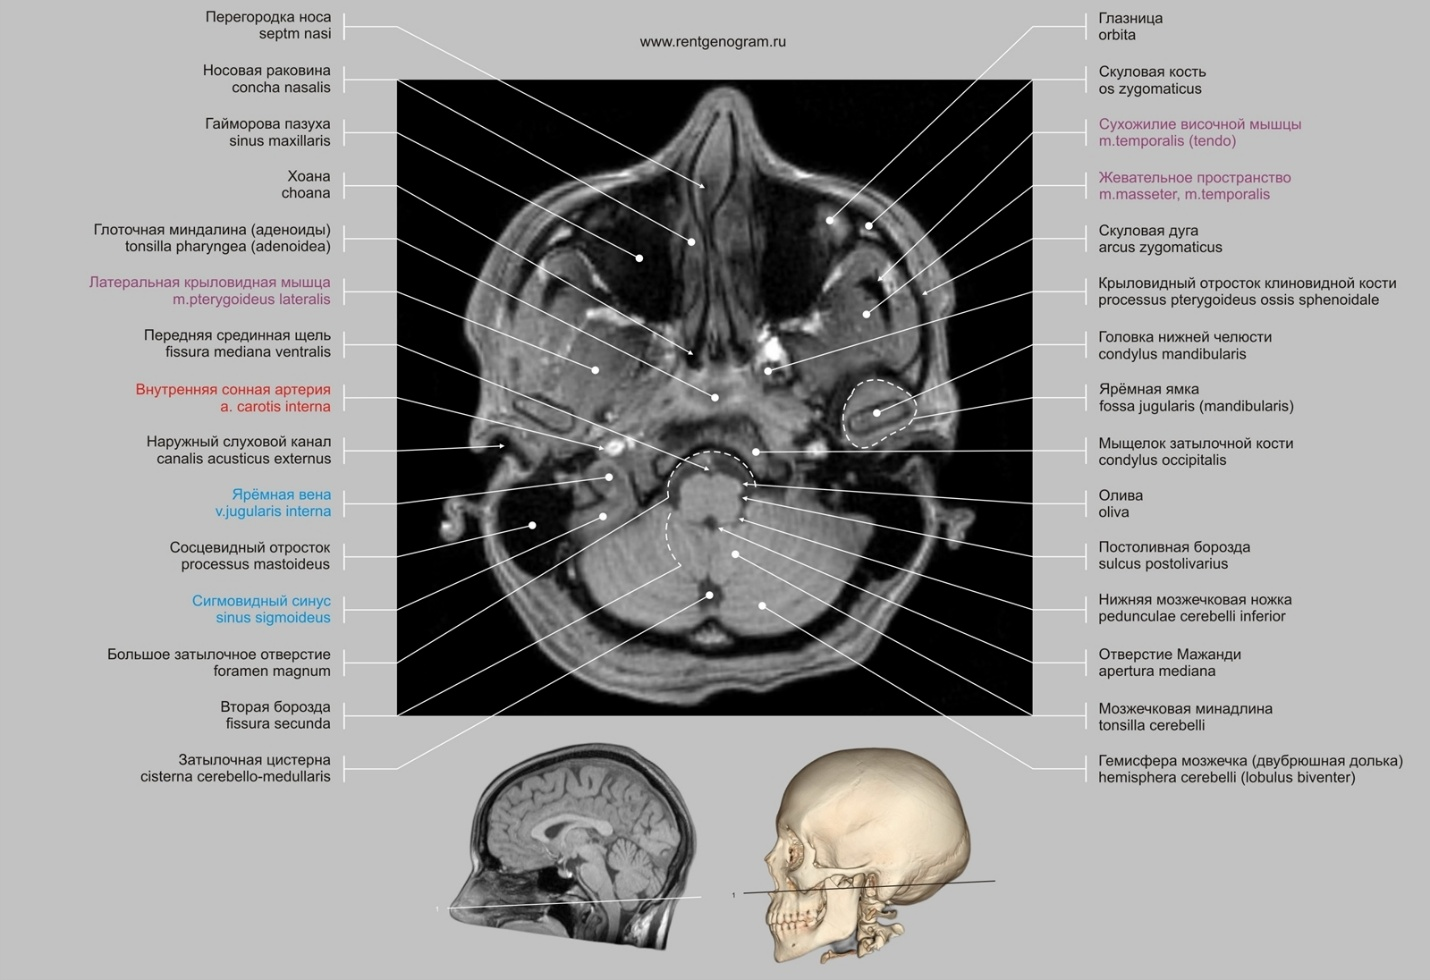 www.rentgenogram.ru
Перегородка носа
septm nasi
Носовая раковина
concha nasalis
Гайморова пазуха
sinus maxillaris
Хоана
choana
Глоточная миндалина (аденоиды)
tonsilla pharyngea (adenoidea)
Латеральная крыловидная мышца
m.pterygoideus lateralis
Передняя срединная щель
fissura mediana ventralis
Внутренняя сонная артерия
a. carotis interna
Наружный слуховой канал
canalis acusticus externus
Ярёмная вена
v.jugularis interna
Сосцевидный отросток
processus mastoideus
Сигмовидный синус
sinus sigmoideus
Большое затылочное отверстие
foramen magnum
Вторая борозда
fissura secunda
Затылочная цистерна
cisterna cerebello-medullaris
Глазница
orbita
Скуловая кость
os zygomaticus
Сухожилие височной мышцы
m.temporalis (tendo)
Жевательное пространство
m.masseter, m.temporalis
Скуловая дуга
arcus zygomaticus
Крыловидный отросток клиновидной кости
processus pterygoideus ossis sphenoidale
Головка нижней челюсти
condylus mandibularis
Ярёмная ямка
fossa jugularis (mandibularis)
Мыщелок затылочной кости
condylus occipitalis
Олива
oliva
Постоливная борозда
sulcus postolivarius
Нижняя мозжечковая ножка
pedunculae cerebelli inferior
Отверстие Мажанди
apertura mediana
Мозжечковая минадлина
tonsilla cerebelli
Гемисфера мозжечка (двубрюшная долька)
hemisphera cerebelli (lobulus biventer)
1
1